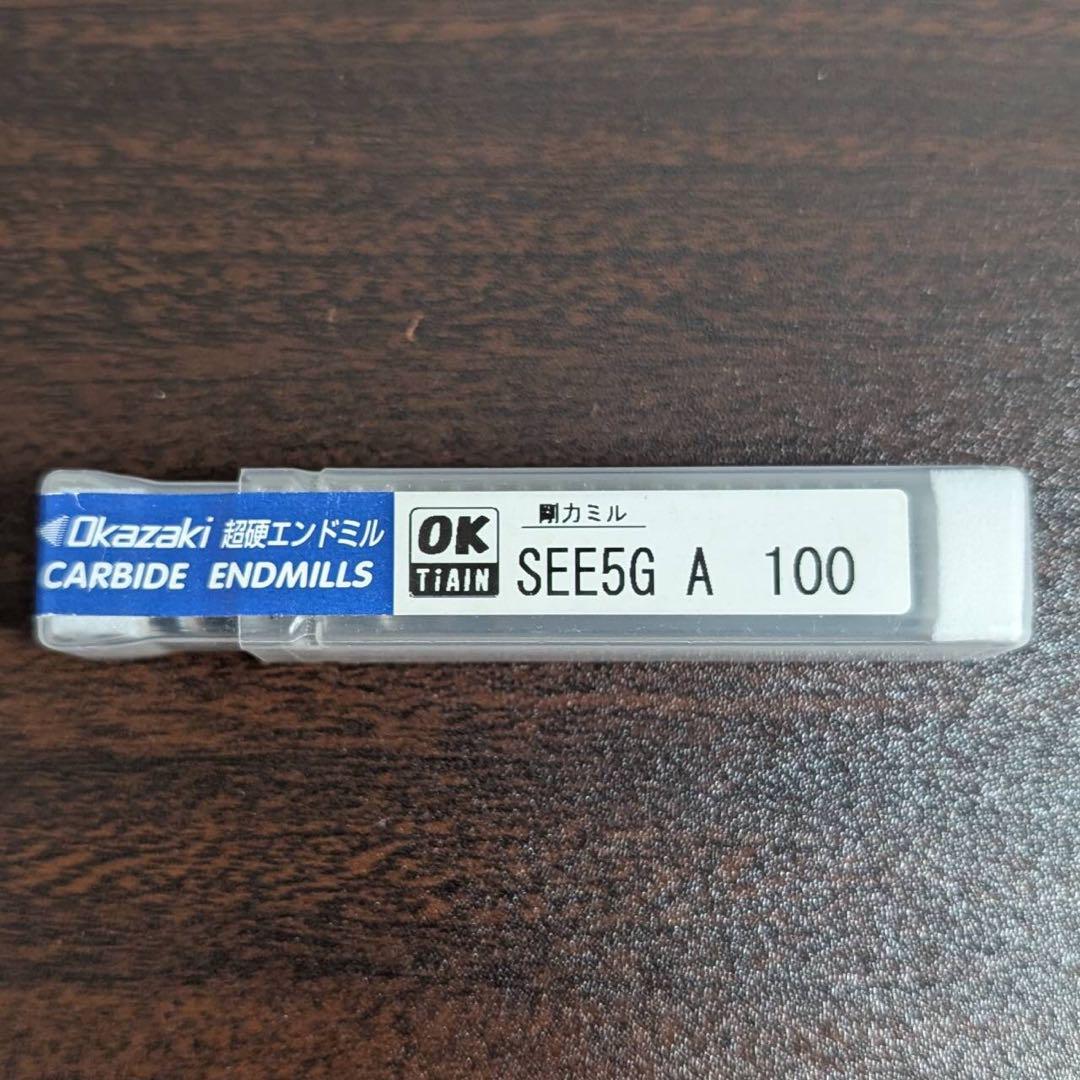 Okazaki 超硬エンドミル
CARBIDE ENDMILLS
OK
TiAlN
剛力ミル
SEE5G A 100